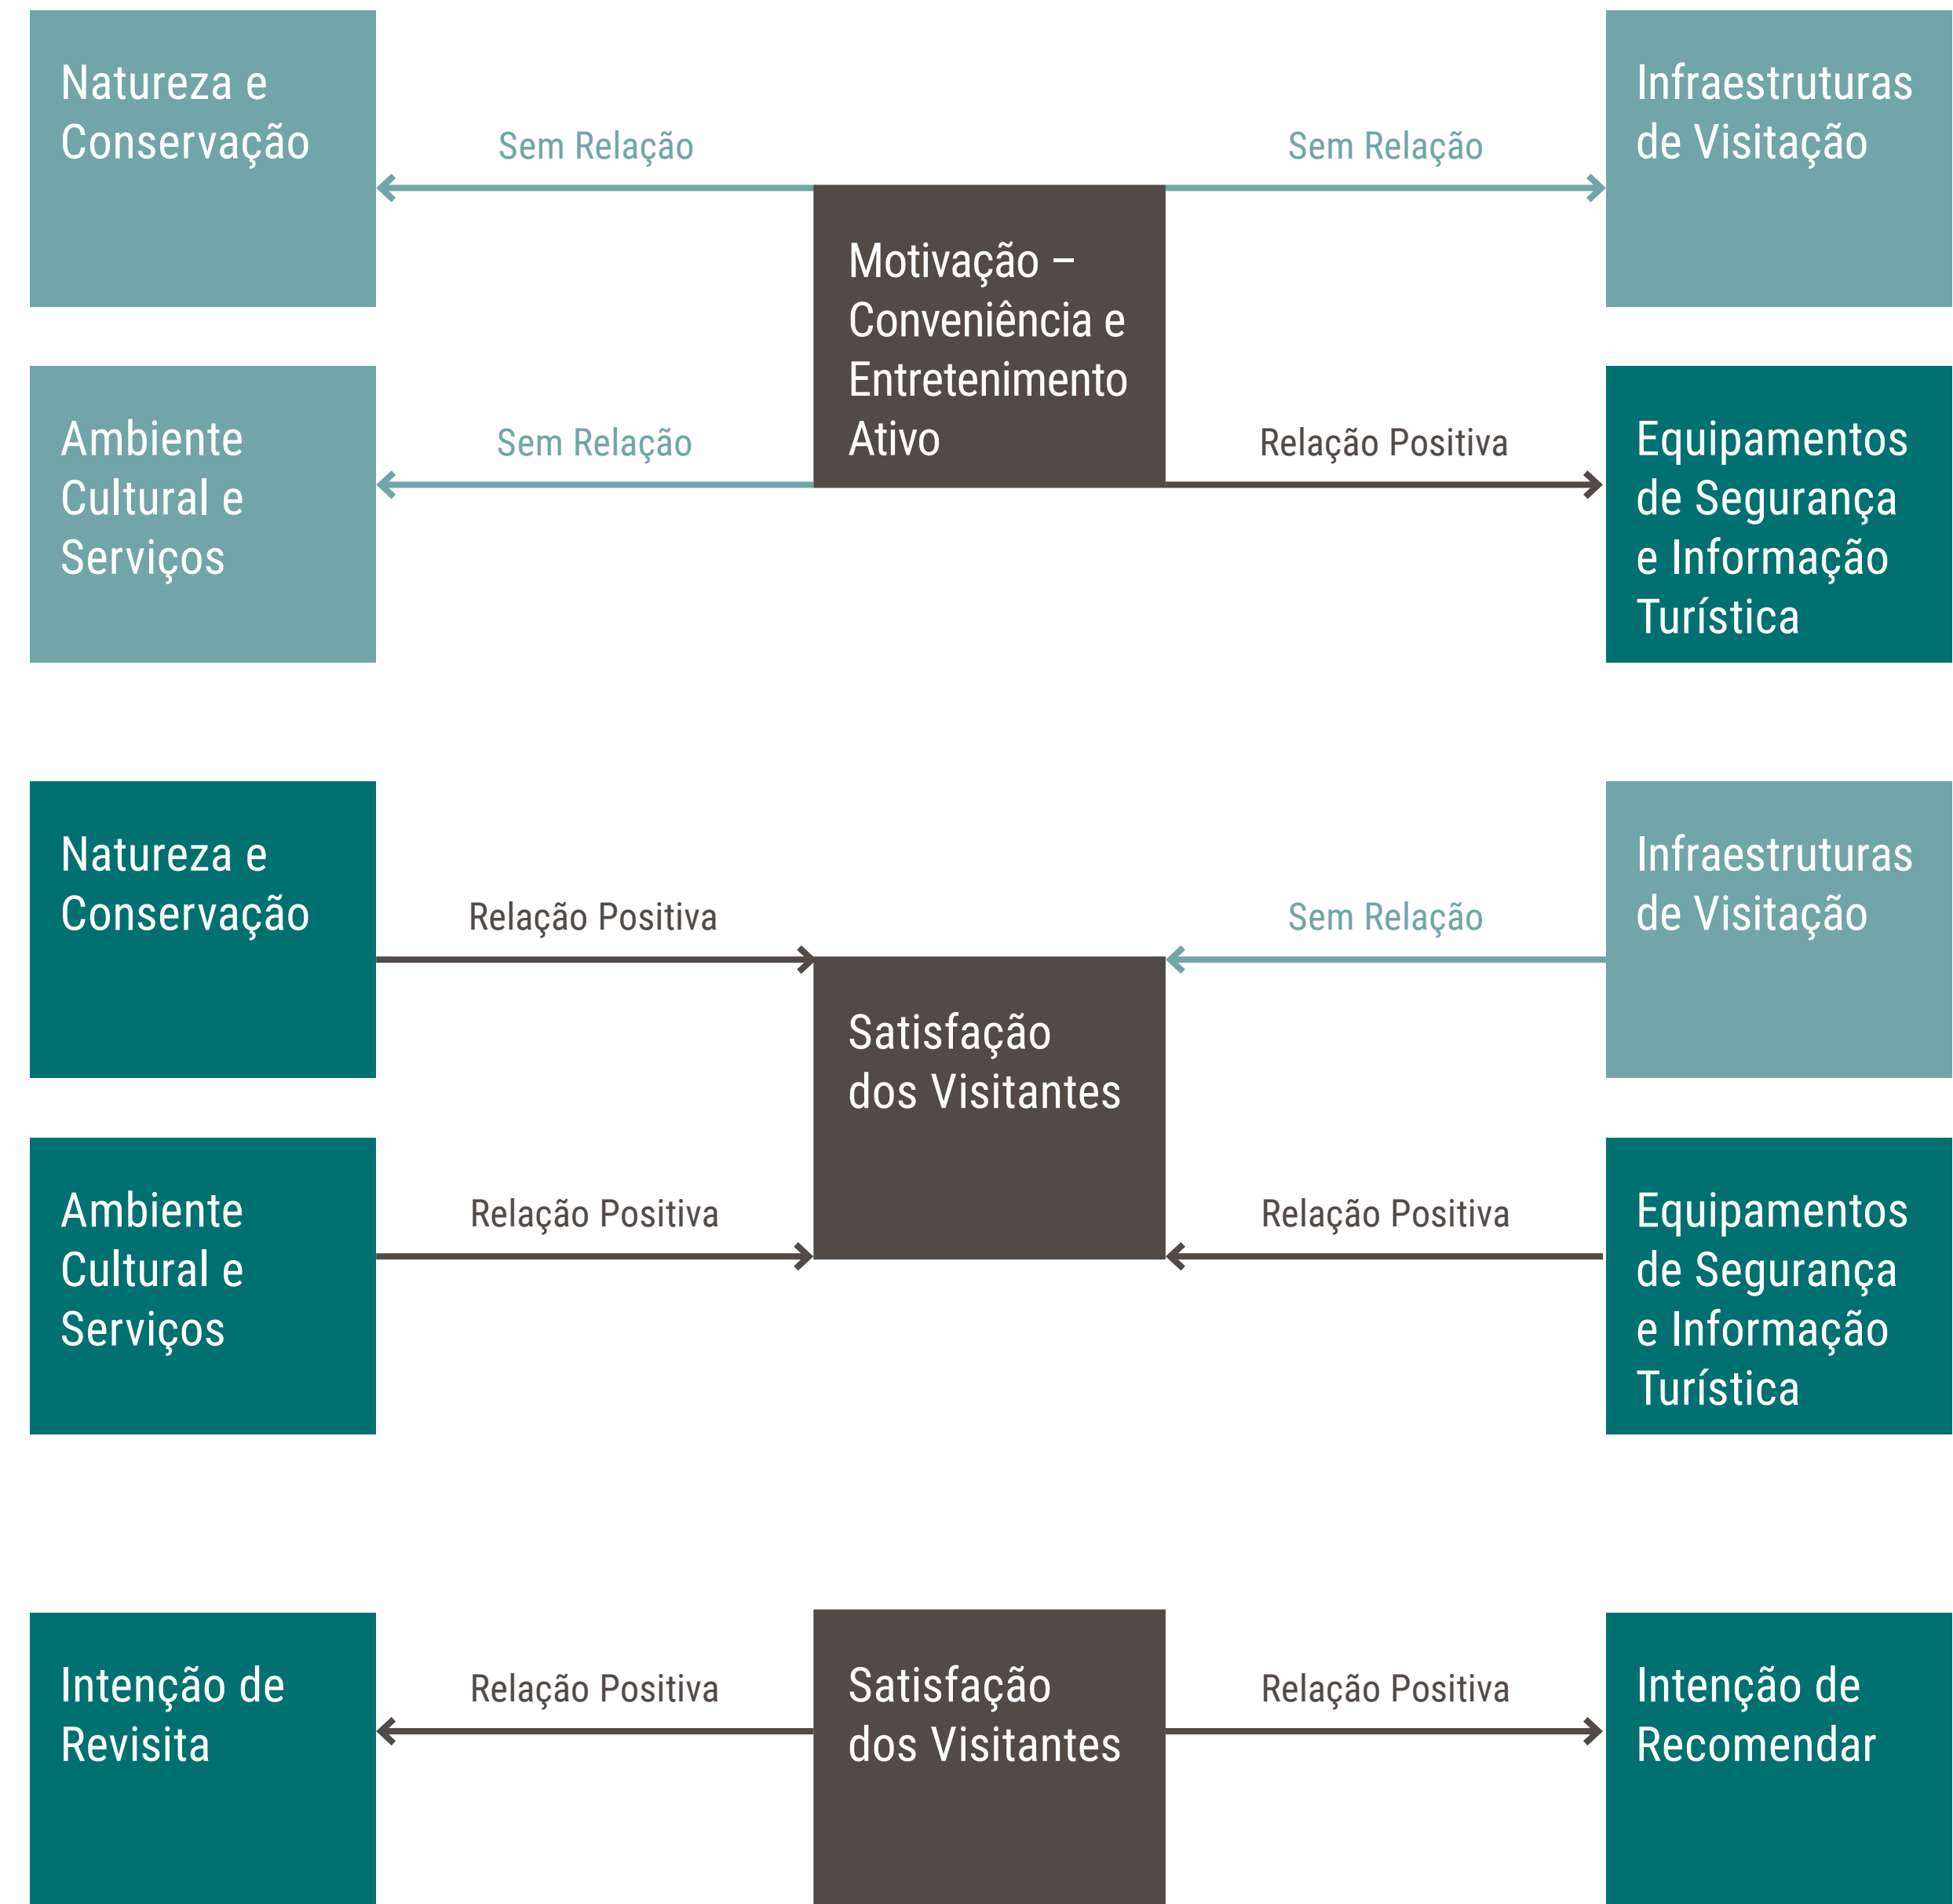 Natureza e
Conservação
Sem Relação
Sem Relação
Infraestruturas
de Visitação
Motivação –
Conveniência e
Entretenimento
Ativo
Ambiente
Cultural e
Serviços
Sem Relação
Relação Positiva
Equipamentos
de Segurança
e Informação
Turística
Natureza e
Conservação
Relação Positiva
Sem Relação
Infraestruturas
de Visitação
Satisfação
dos Visitantes
Ambiente
Cultural e
Serviços
Relação Positiva
Relação Positiva
Equipamentos
de Segurança
e Informação
Turística
Intenção de
Revisita
Relação Positiva
Satisfação
dos Visitantes
Relação Positiva
Intenção de
Recomendar